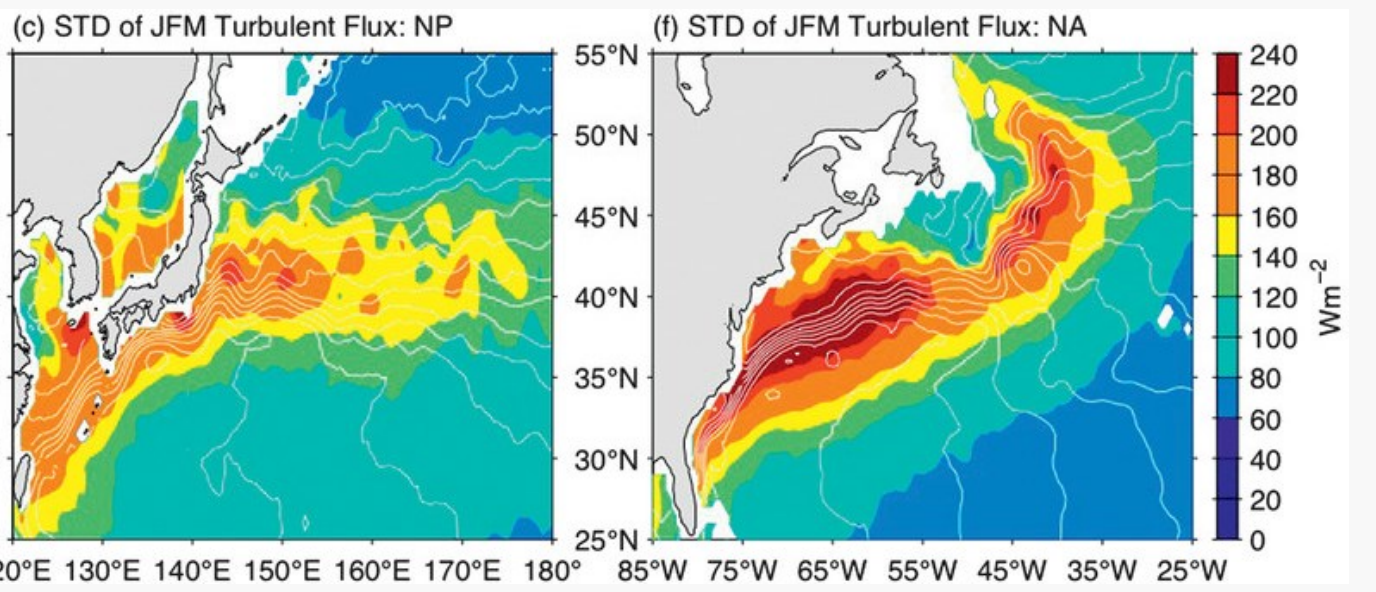 (c) STD of JFM Turbulent Flux: NP
(f) STD of JFM Turbulent Flux: NA
55°N
50°N
45°N
40°N
35°N
30°N
25°N
20°E 130°E 140°E 150°E 160°E 170°E 180°
85°W 75°W 65°W 55°W 45°W 35°W 25°W
240
220
200
180
160
140
120
100
80
60
40
20
0
Wm⁻²